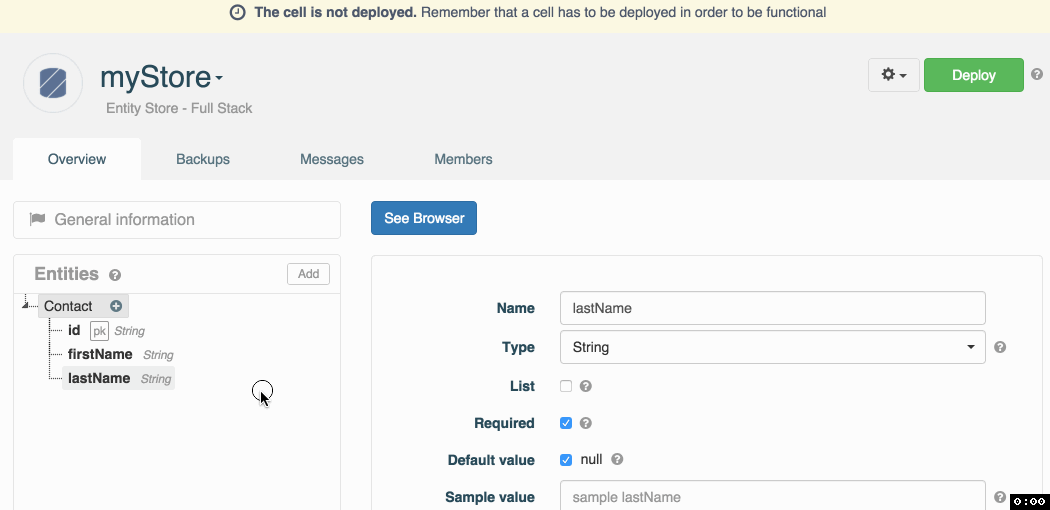 The cell is not deployed. Remember that a cell has to be deployed in order to be functional
myStore
Deploy
?
Entity Store - Full Stack
Overview
Backups
Messages
Members
General information
See Browser
Entities ?
Add
Contact
id pk String
firstName String
lastName String
Name
lastName
Type
String
?
List
?
Required
?
Default value
null ?
Sample value
sample lastName
?
0:00